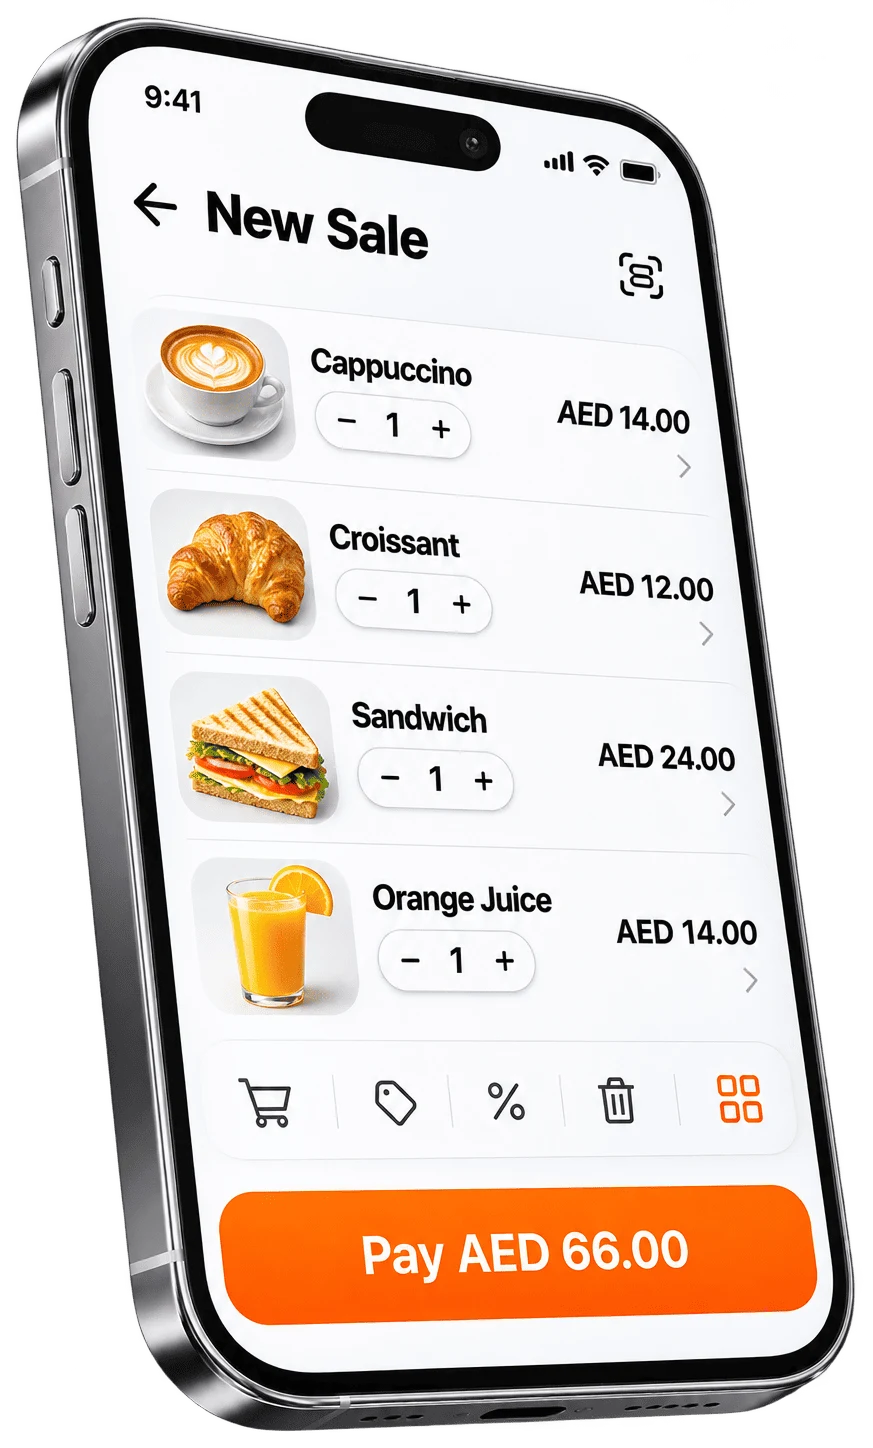 9:41
New Sale
Cappuccino
− 1 +
AED 14.00
Croissant
− 1 +
AED 12.00
Sandwich
− 1 +
AED 24.00
Orange Juice
− 1 +
AED 14.00
%
Pay AED 66.00